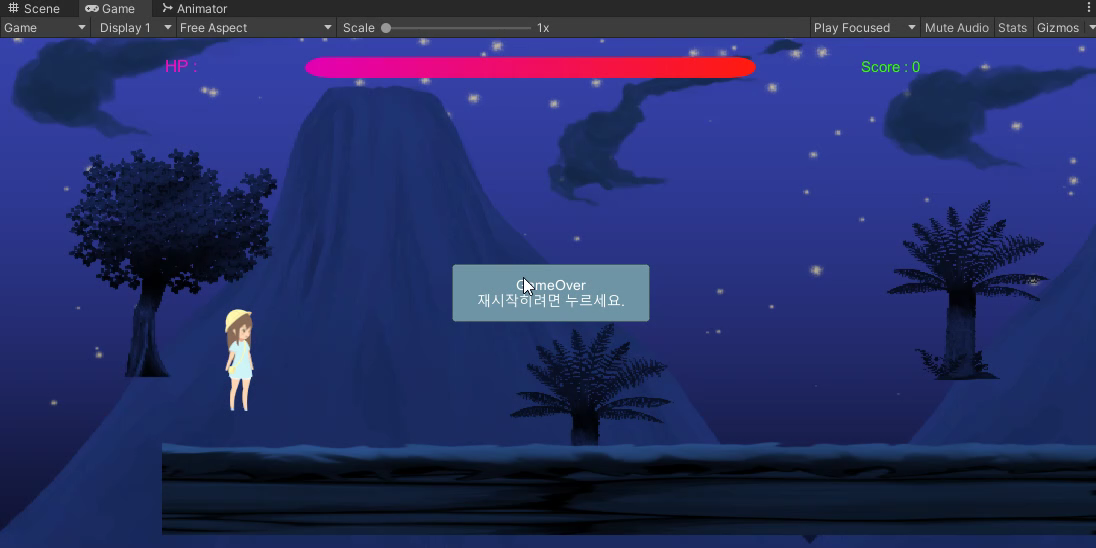 Scene Game Animator
Game Display 1 Free Aspect Scale 1x Play Focused Mute Audio Stats Gizmos
HP : Score : 0
GameOver
재시작하려면 누르세요.